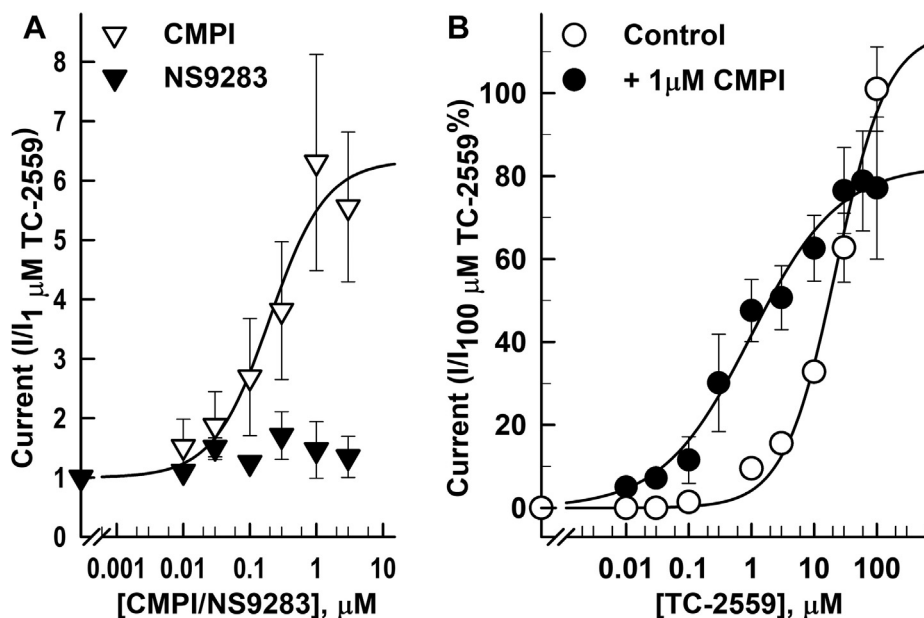 A
CMPI
NS9283
Current (I/I1 μM TC-2559)
8
7
6
5
4
3
2
1
0
0.001 0.01 0.1 1 10
[CMPI/NS9283], μM
B
Control
+ 1μM CMPI
Current (I/I100 μM TC-2559%)
100
80
60
40
20
0
0.01 0.1 1 10 100
[TC-2559], μM